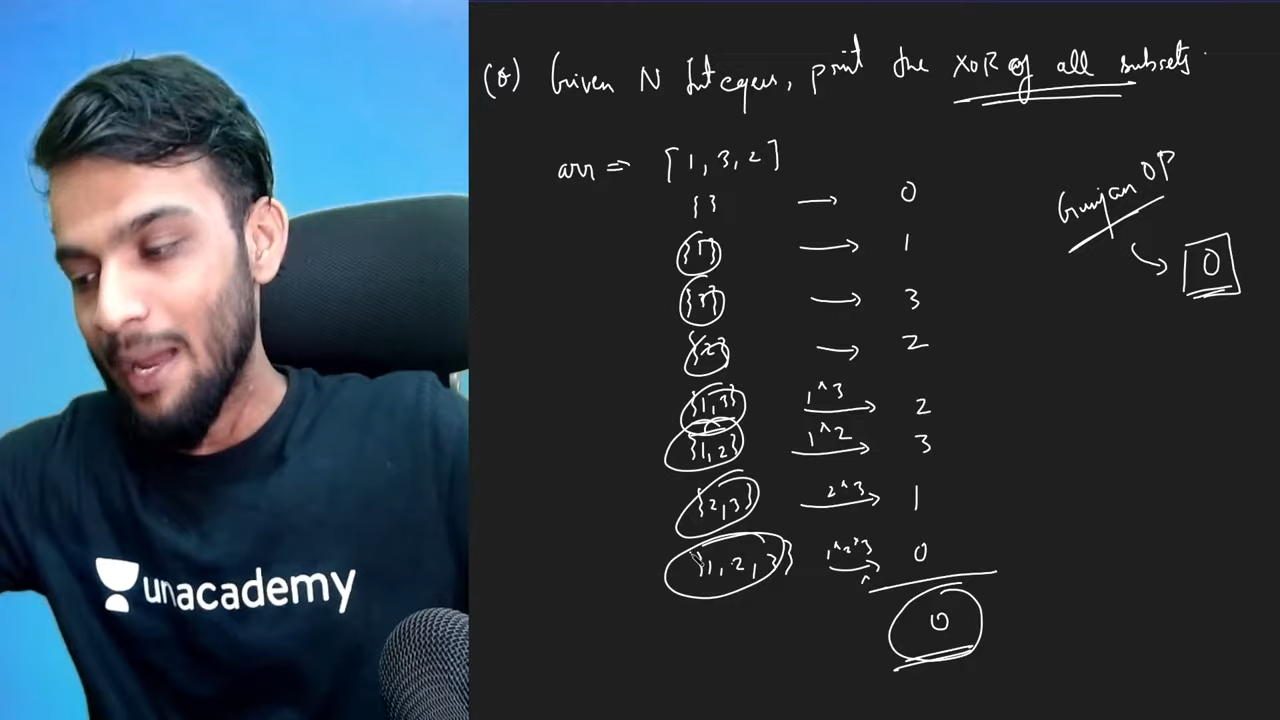 (Q) Given N Integers, print the XOR of all subsets.
arr => [1, 3, 2]
{ } → 0
{1} → 1
{3} → 3
{2} → 2
{1, 3} 1^3 → 2
{1, 2} 1^2 → 3
{2, 3} 2^3 → 1
{1, 2, 3} 1^2^3 → 0
^
0
Gunjan OP
0
unacademy